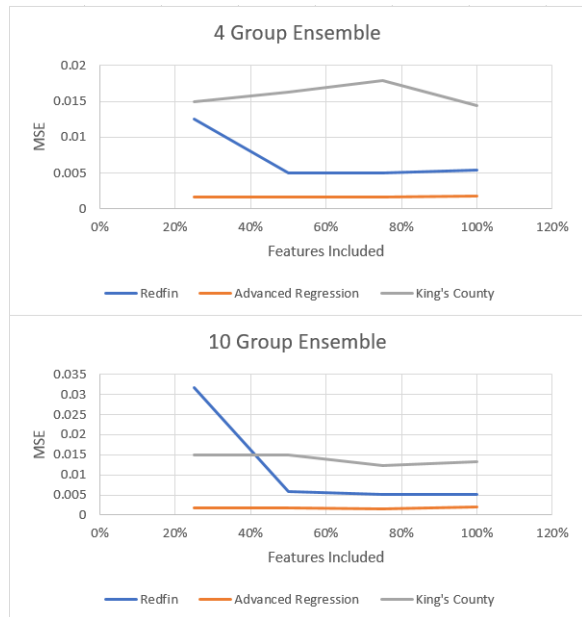 4 Group Ensemble
0.02
0.015
0.01
0.005
0
MSE
0% 20% 40% 60% 80% 100% 120%
Features Included
Redfin Advanced Regression King's County
10 Group Ensemble
0.035
0.03
0.025
0.02
0.015
0.01
0.005
0
MSE
0% 20% 40% 60% 80% 100% 120%
Features Included
Redfin Advanced Regression King's County